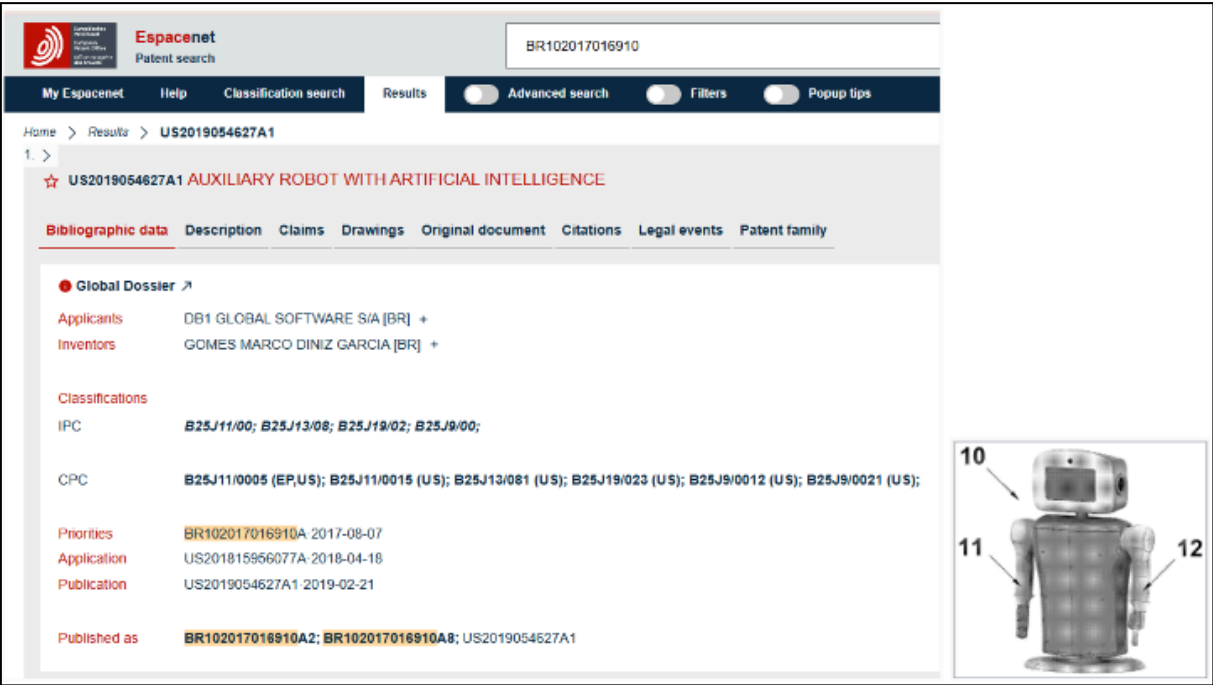 Espacenet
Patent search
BR102017016910
My Espacenet Help Classification search Results Advanced search Filters Popup tips
Home > Results > US2019054627A1
1. >
US2019054627A1 AUXILIARY ROBOT WITH ARTIFICIAL INTELLIGENCE
Bibliographic data Description Claims Drawings Original document Citations Legal events Patent family
Global Dossier
Applicants DB1 GLOBAL SOFTWARE S/A [BR] +
Inventors GOMES MARCO DINIZ GARCIA [BR] +
Classifications
IPC B25J11/00; B25J13/08; B25J19/02; B25J9/00;
CPC B25J11/0005 (EP,US); B25J11/0015 (US); B25J13/081 (US); B25J19/023 (US); B25J9/0012 (US); B25J9/0021 (US);
Priorities BR102017016910A·2017-08-07
Application US201815956077A·2018-04-18
Publication US2019054627A1·2019-02-21
Published as BR102017016910A2; BR102017016910A8; US2019054627A1
10
11
12